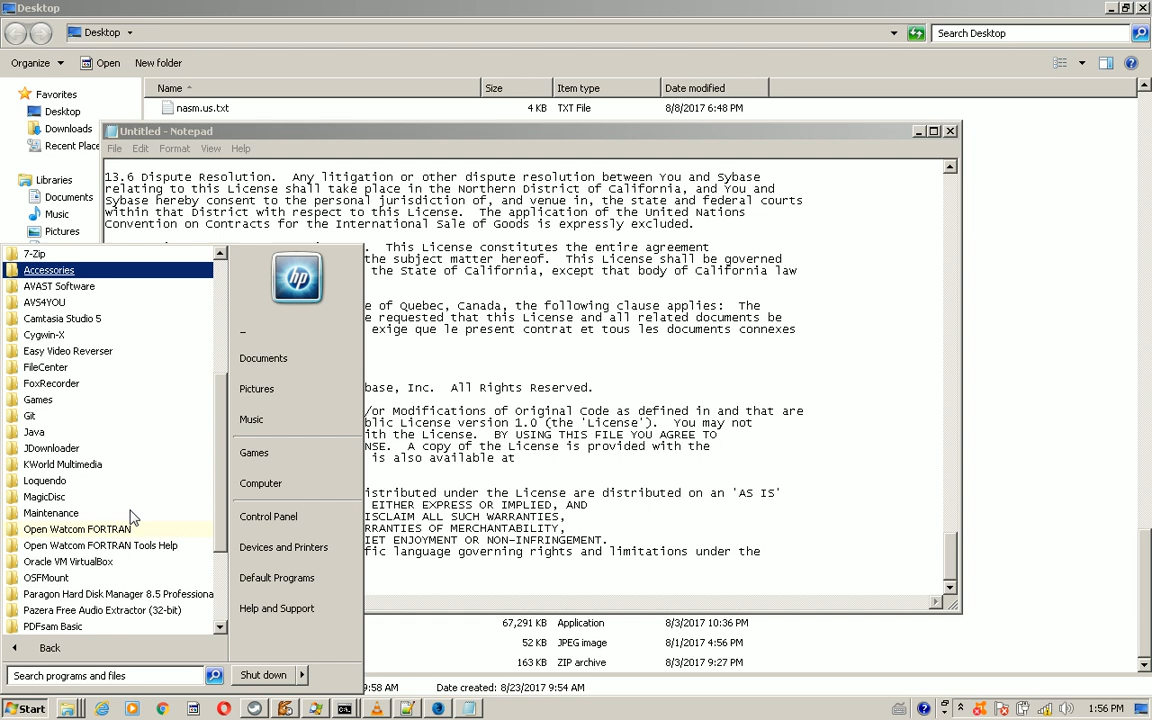 Desktop
Desktop
Search Desktop
Organize Open New folder
Name Size Item type Date modified
nasm.us.txt 4 KB TXT File 8/8/2017 6:48 PM
Favorites
Desktop
Downloads
Recent Place
Libraries
Documents
Music
Pictures
Untitled - Notepad
File Edit Format View Help
13.6 Dispute Resolution. Any litigation or other dispute resolution between You and Sybase
relating to this License shall take place in the Northern District of California, and You and
Sybase hereby consent to the personal jurisdiction of, and venue in, the state and federal courts
within that District with respect to this License. The application of the United Nations
Convention on Contracts for the International Sale of Goods is expressly excluded.
. This License constitutes the entire agreement
the subject matter hereof. This License shall be governed
the State of California, except that body of California law
e of Quebec, Canada, the following clause applies: The
e requested that this License and all related documents be
exige que le present contrat et tous les documents connexes
base, Inc. All Rights Reserved.
/or Modifications of Original Code as defined in and that are
blic License version 1.0 (the 'License'). You may not
ith the License. BY USING THIS FILE YOU AGREE TO
NSE. A copy of the License is provided with the
is also available at
istributed under the License are distributed on an 'AS IS'
EITHER EXPRESS OR IMPLIED, AND
ISCLAIM ALL SUCH WARRANTIES,
RRANTIES OF MERCHANTABILITY,
IET ENJOYMENT OR NON-INFRINGEMENT.
fic language governing rights and limitations under the
7-Zip
Accessories
AVAST Software
AVS4YOU
Camtasia Studio 5
Cygwin-X
Easy Video Reverser
FileCenter
FoxRecorder
Games
Git
Java
JDownloader
KWorld Multimedia
Loquendo
MagicDisc
Maintenance
Open Watcom FORTRAN
Open Watcom FORTRAN Tools Help
Oracle VM VirtualBox
OSFMount
Paragon Hard Disk Manager 8.5 Professiona
Pazera Free Audio Extractor (32-bit)
PDFsam Basic
Back
Search programs and files
hp
_
Documents
Pictures
Music
Games
Computer
Control Panel
Devices and Printers
Default Programs
Help and Support
Shut down
67,291 KB Application 8/3/2017 10:36 PM
52 KB JPEG image 8/1/2017 4:56 PM
163 KB ZIP archive 8/3/2017 9:27 PM
9:58 AM Date created: 8/23/2017 9:54 AM
Start
1:56 PM